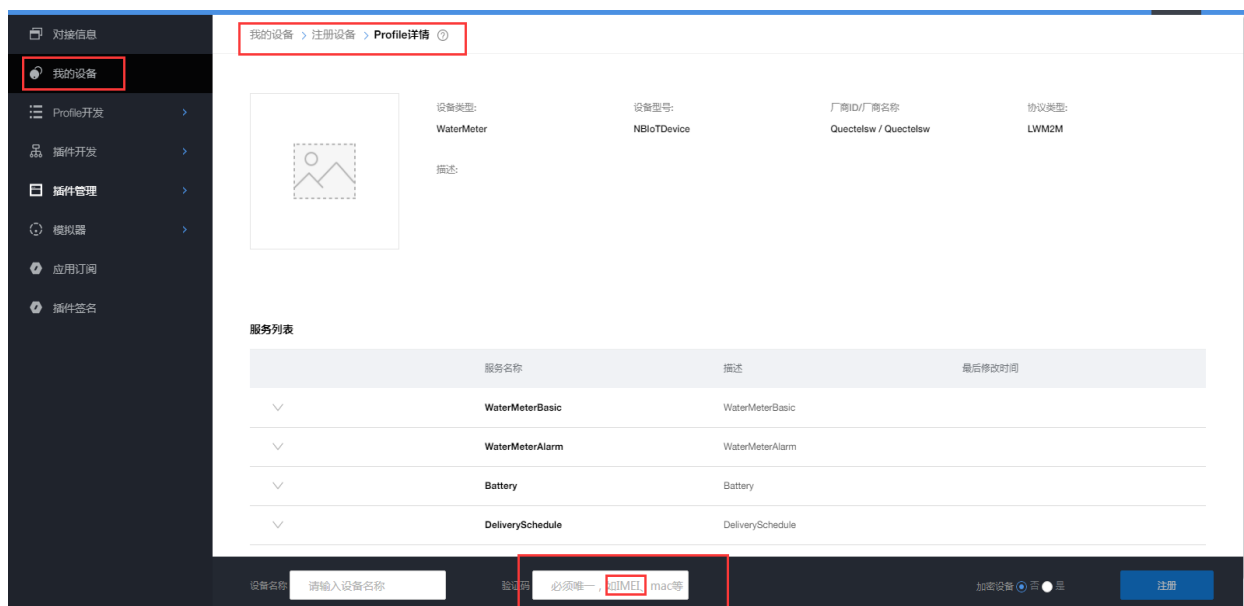 对接信息
我的设备
Profile开发
插件开发
插件管理
模拟器
应用订阅
插件签名
我的设备 > 注册设备 > Profile详情 ?
设备类型: 设备型号: 厂商ID/厂商名称 协议类型:
WaterMeter NBIoTDevice Quectelsw / Quectelsw LWM2M
描述:
服务列表
服务名称 描述 最后修改时间
WaterMeterBasic WaterMeterBasic
WaterMeterAlarm WaterMeterAlarm
Battery Battery
DeliverySchedule DeliverySchedule
设备名称 请输入设备名称 验证码 必须唯一，如IMEI、mac等 加密设备 否 是 注册